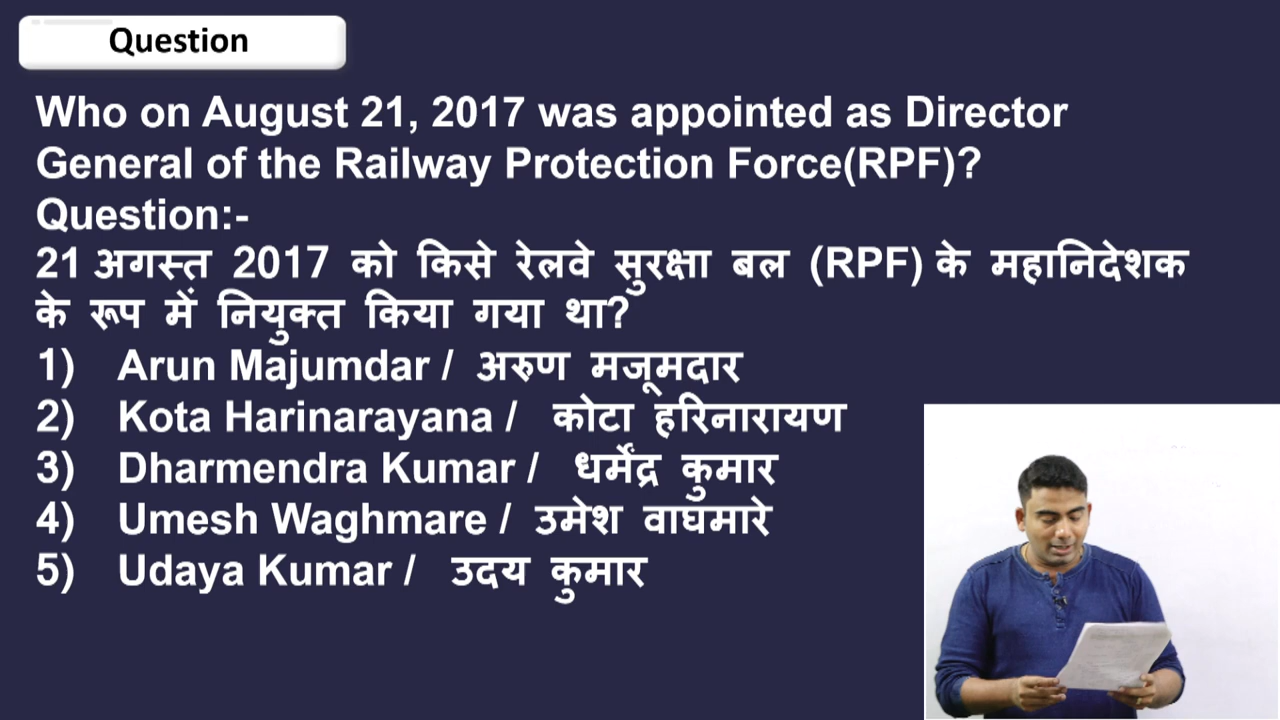 Question
Who on August 21, 2017 was appointed as Director
General of the Railway Protection Force(RPF)?
Question:-
21 अगस्त 2017 को किसे रेलवे सुरक्षा बल (RPF) के महानिदेशक
के रूप में नियुक्त किया गया था?
1) Arun Majumdar / अरुण मजूमदार
2) Kota Harinarayana / कोटा हरिनारायण
3) Dharmendra Kumar / धर्मेंद्र कुमार
4) Umesh Waghmare / उमेश वाघमारे
5) Udaya Kumar / उदय कुमार